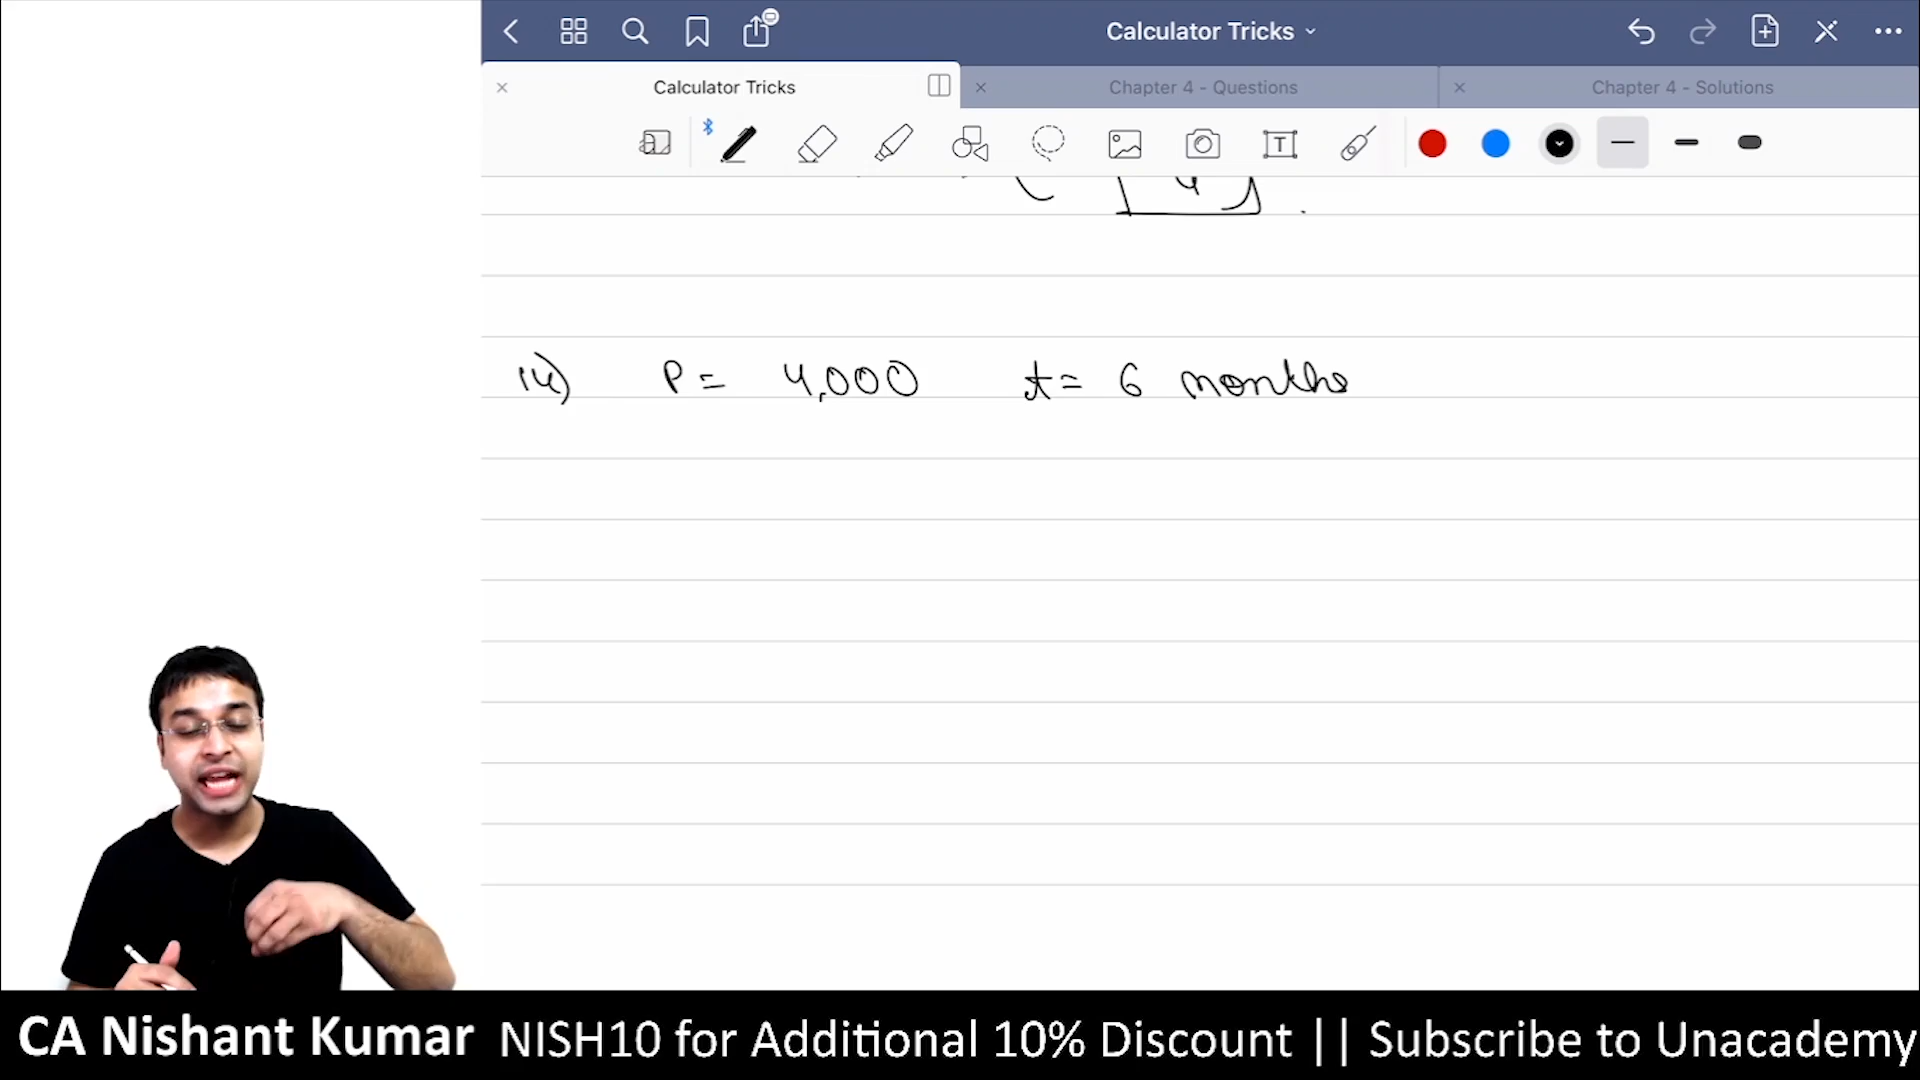 Calculator Tricks
Calculator Tricks
Chapter 4 - Questions
Chapter 4 - Solutions
14) P = 4,000 t = 6 months
CA Nishant Kumar NISH10 for Additional 10% Discount || Subscribe to Unacademy